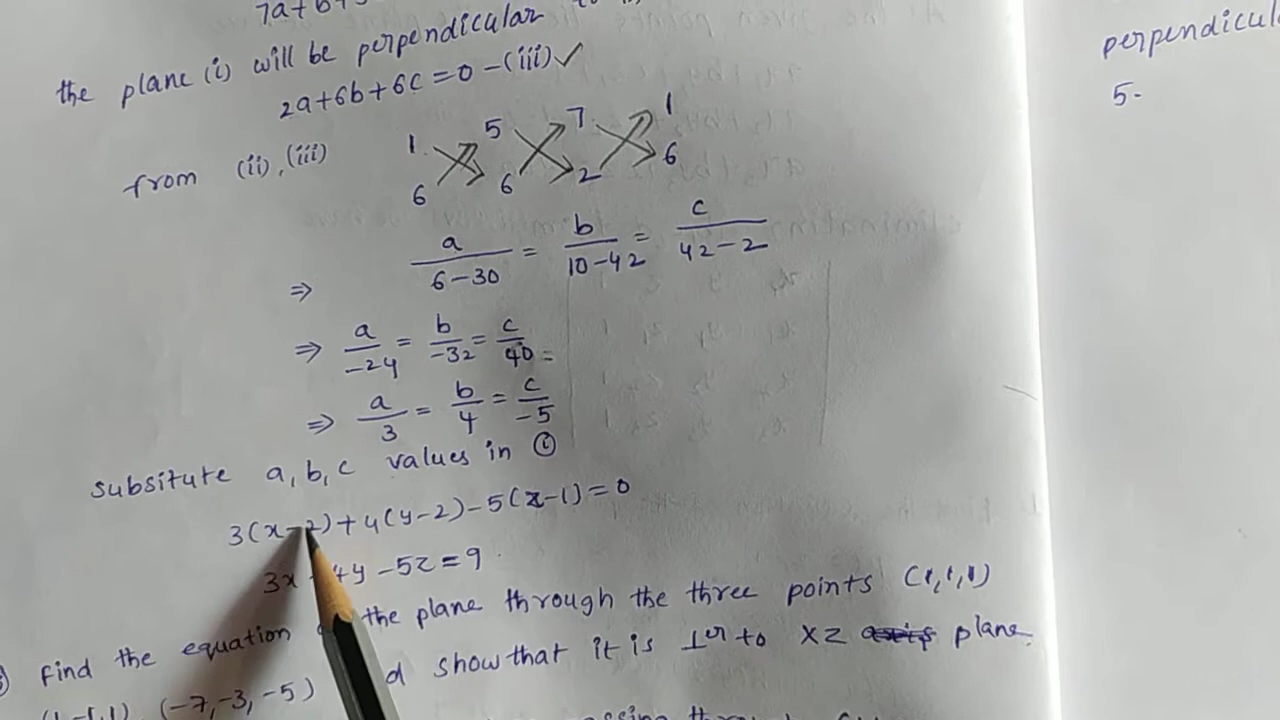 7a+b+5
the plane (i) will be perpendicular
2a+6b+6c=0-(iii)✓
from (ii),(iii)
1 5 7 1
6 6 2 6
⇒ a/(6-30) = b/(10-42) = c/(42-2)
⇒ a/-24 = b/-32 = c/40 =
⇒ a/3 = b/4 = c/-5
subsitute a,b,c values in ①
3(x-2)+4(y-2)-5(z-1)=0
3x 4y -5z=9
Find the equation the plane through the three points (1,1,1)
(-7,-3,-5) show that it is ⊥er to XZ plane.
perpendicul
5-